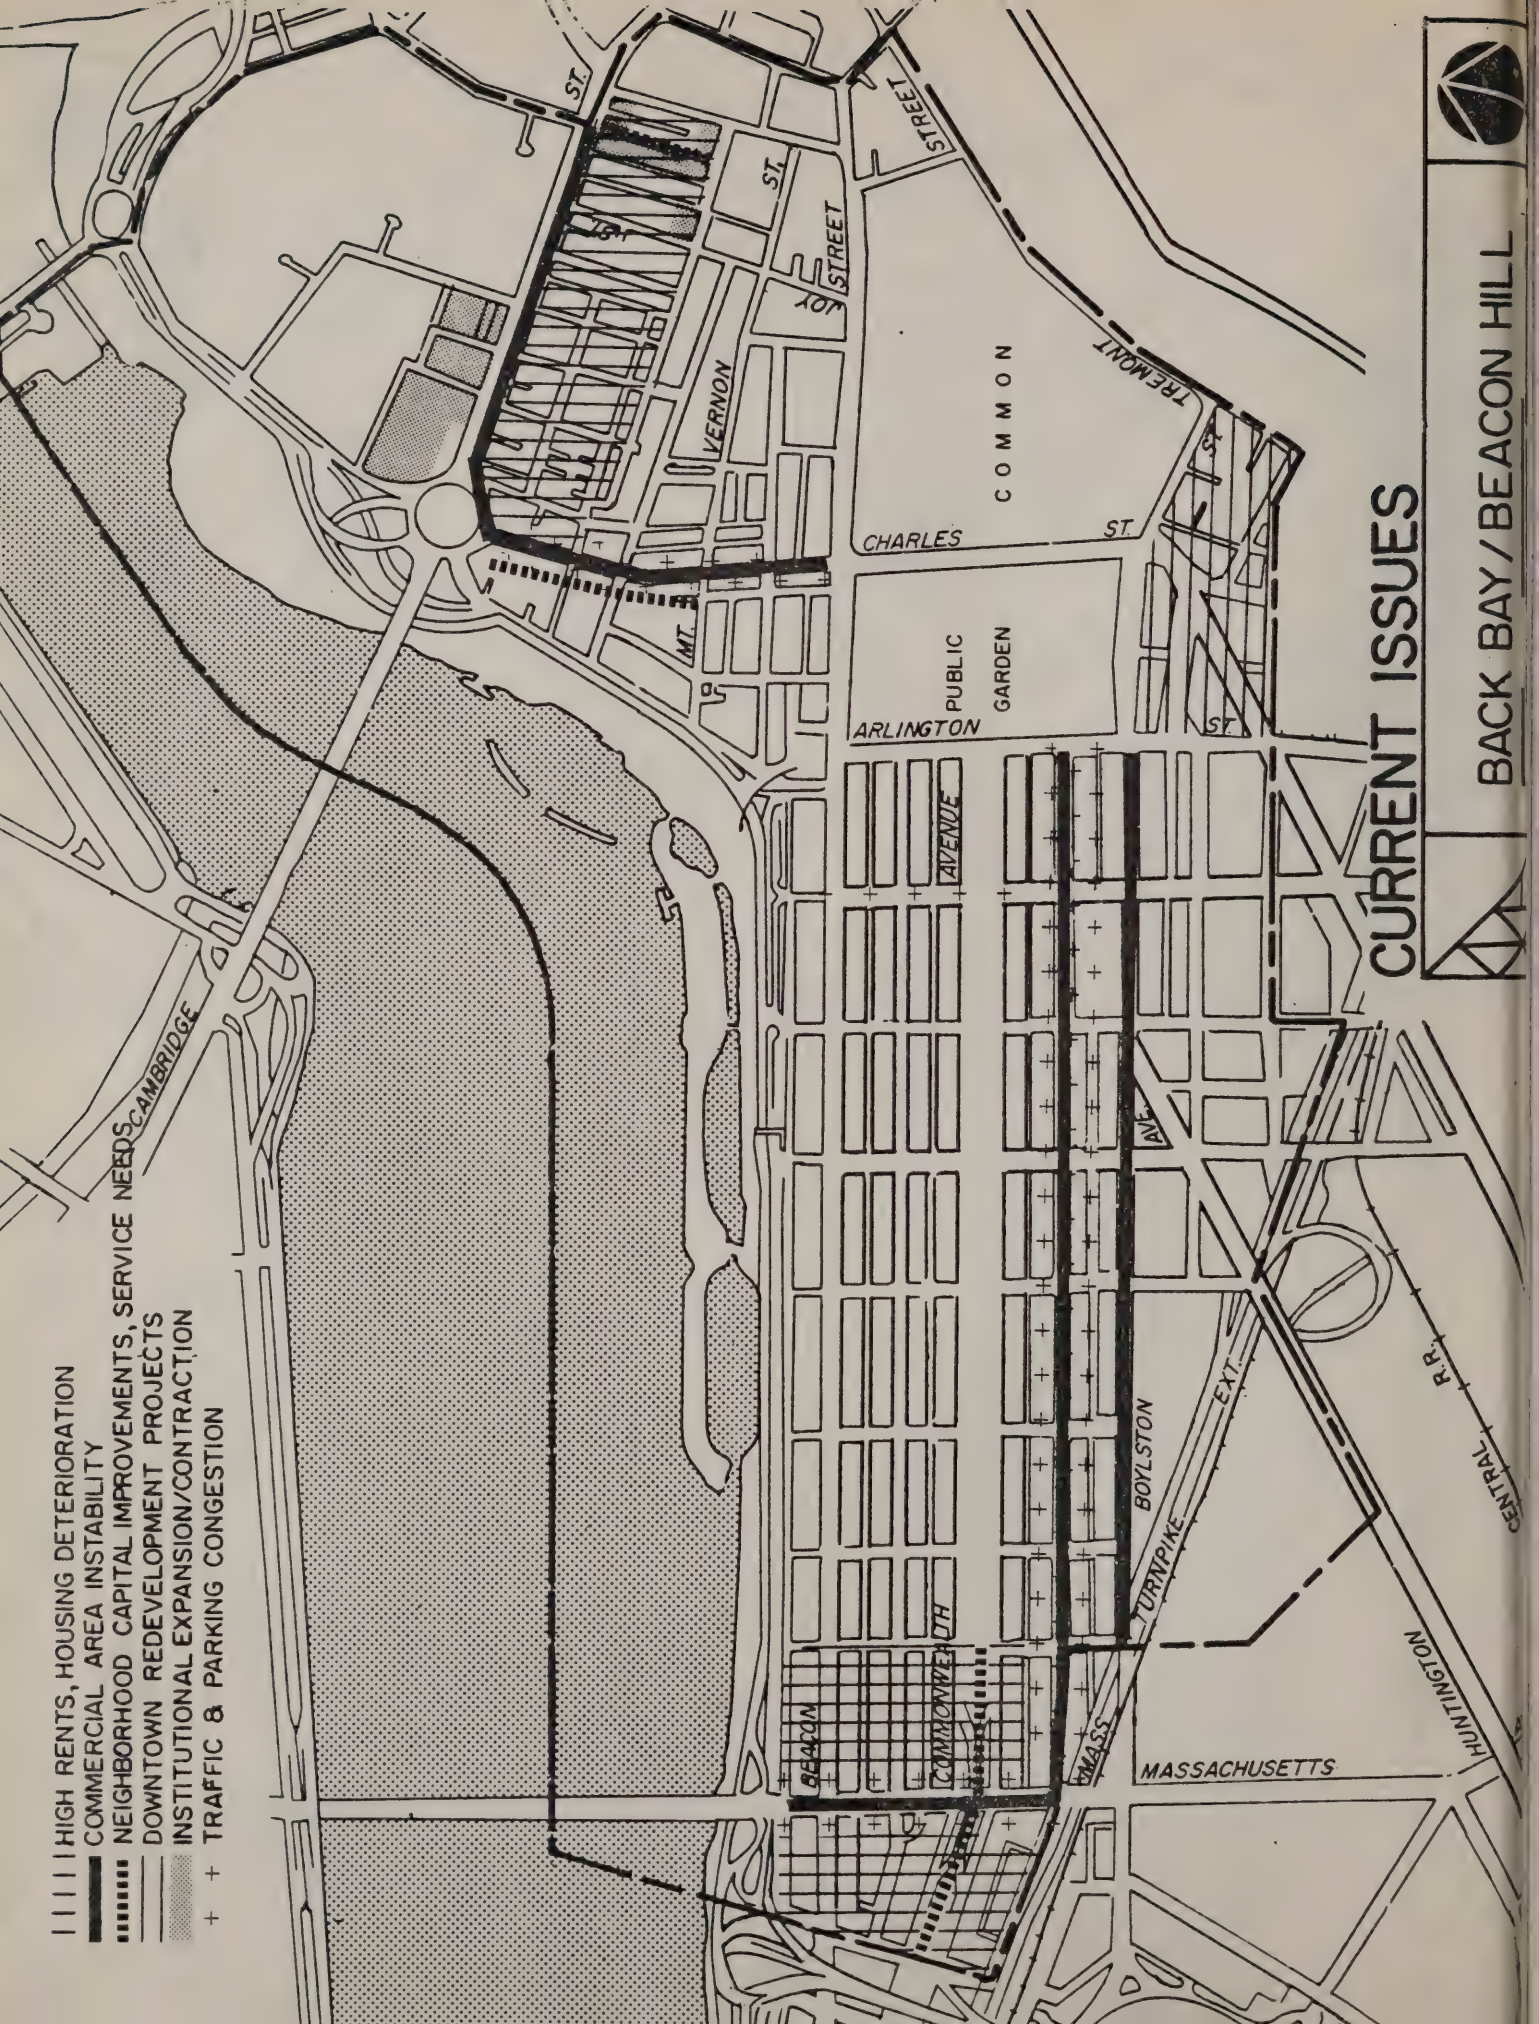 HIGH RENTS, HOUSING DETERIORATION
COMMERCIAL AREA INSTABILITY
NEIGHBORHOOD CAPITAL IMPROVEMENTS, SERVICE NEEDS
DOWNTOWN REDEVELOPMENT PROJECTS
INSTITUTIONAL EXPANSION/CONTRACTION
TRAFFIC & PARKING CONGESTION
CAMBRIDGE
ST.
ST.
ST.
MT.
VERNON
JOY
STREET
STREET
CHARLES
ST.
COMMON
TREMONT
ST.
PUBLIC
GARDEN
ARLINGTON
ST.
BEACON
COMMONWEALTH
AVENUE
BOYLSTON
AVE.
MASS
TURNPIKE
EXT.
MASSACHUSETTS
HUNTINGTON
CENTRAL
R.R.
CURRENT ISSUES
BACK BAY/BEACON HILL